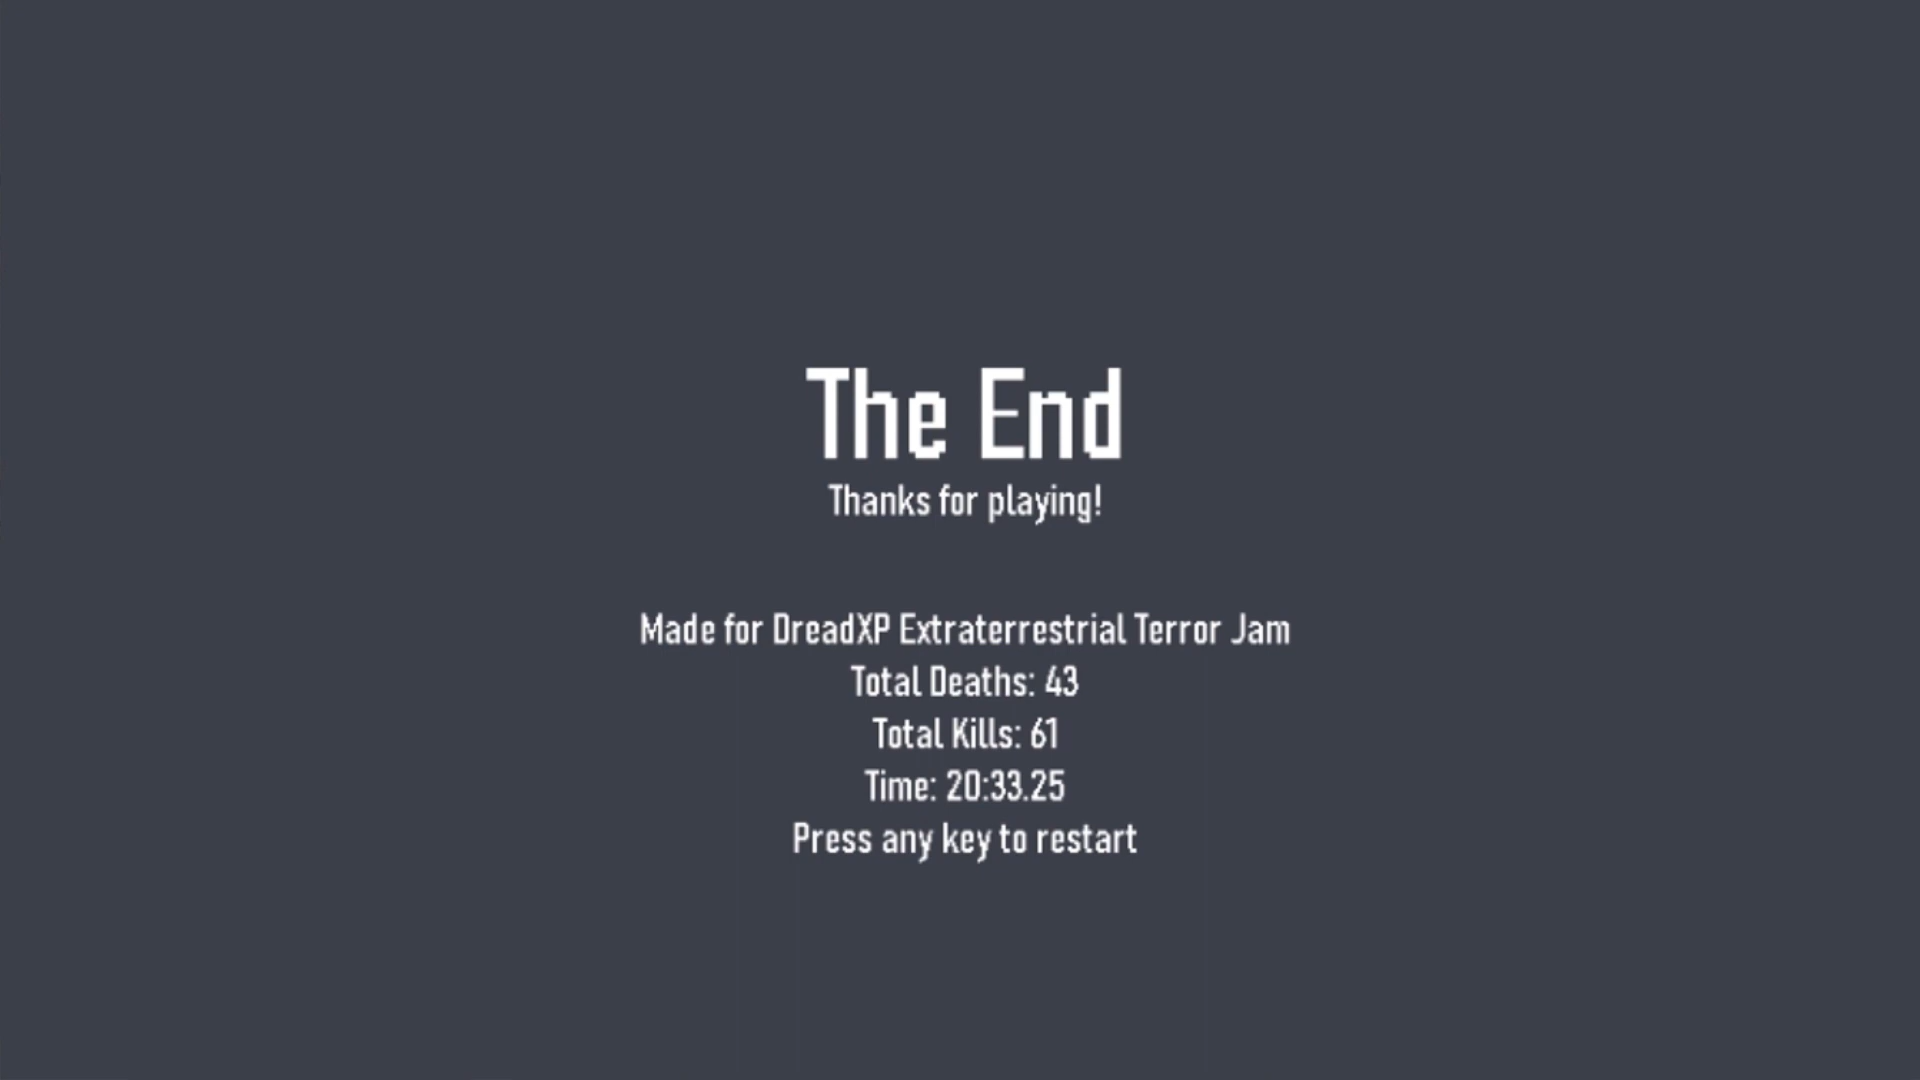 The End
Thanks for playing!
Made for DreadXP Extraterrestrial Terror Jam
Total Deaths: 43
Total Kills: 61
Time: 20:33.25
Press any key to restart